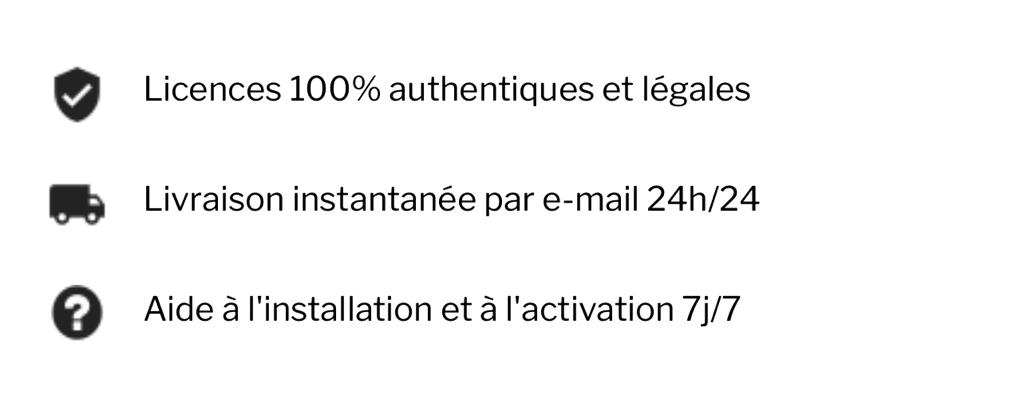 Licences 100% authentiques et légales
Livraison instantanée par e-mail 24h/24
Aide à l'installation et à l'activation 7j/7